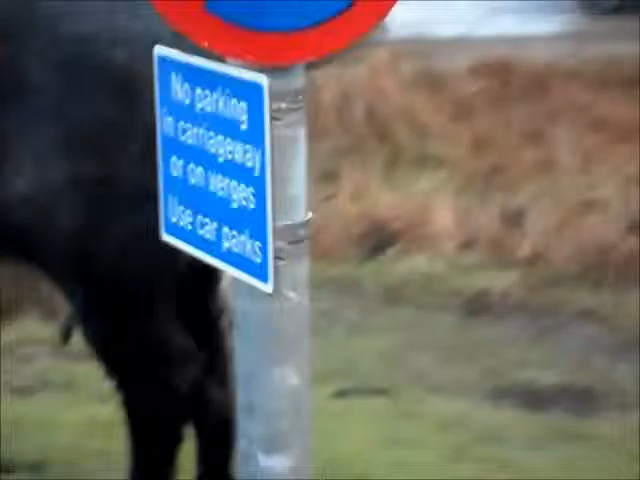 No parking
in carriageway
or on verges
Use car parks